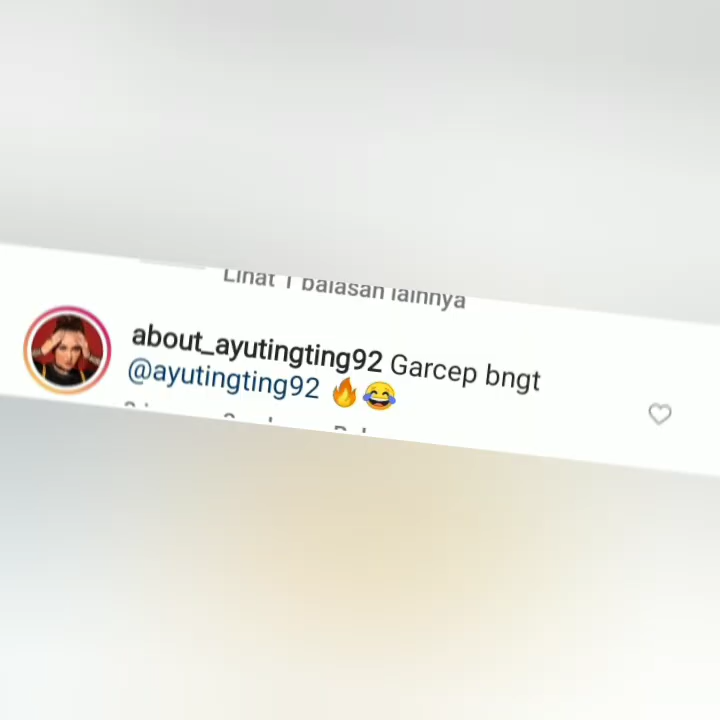 Lihat 1 balasan lainnya
about_ayutingting92 Garcep bngt
@ayutingting92 🔥😂